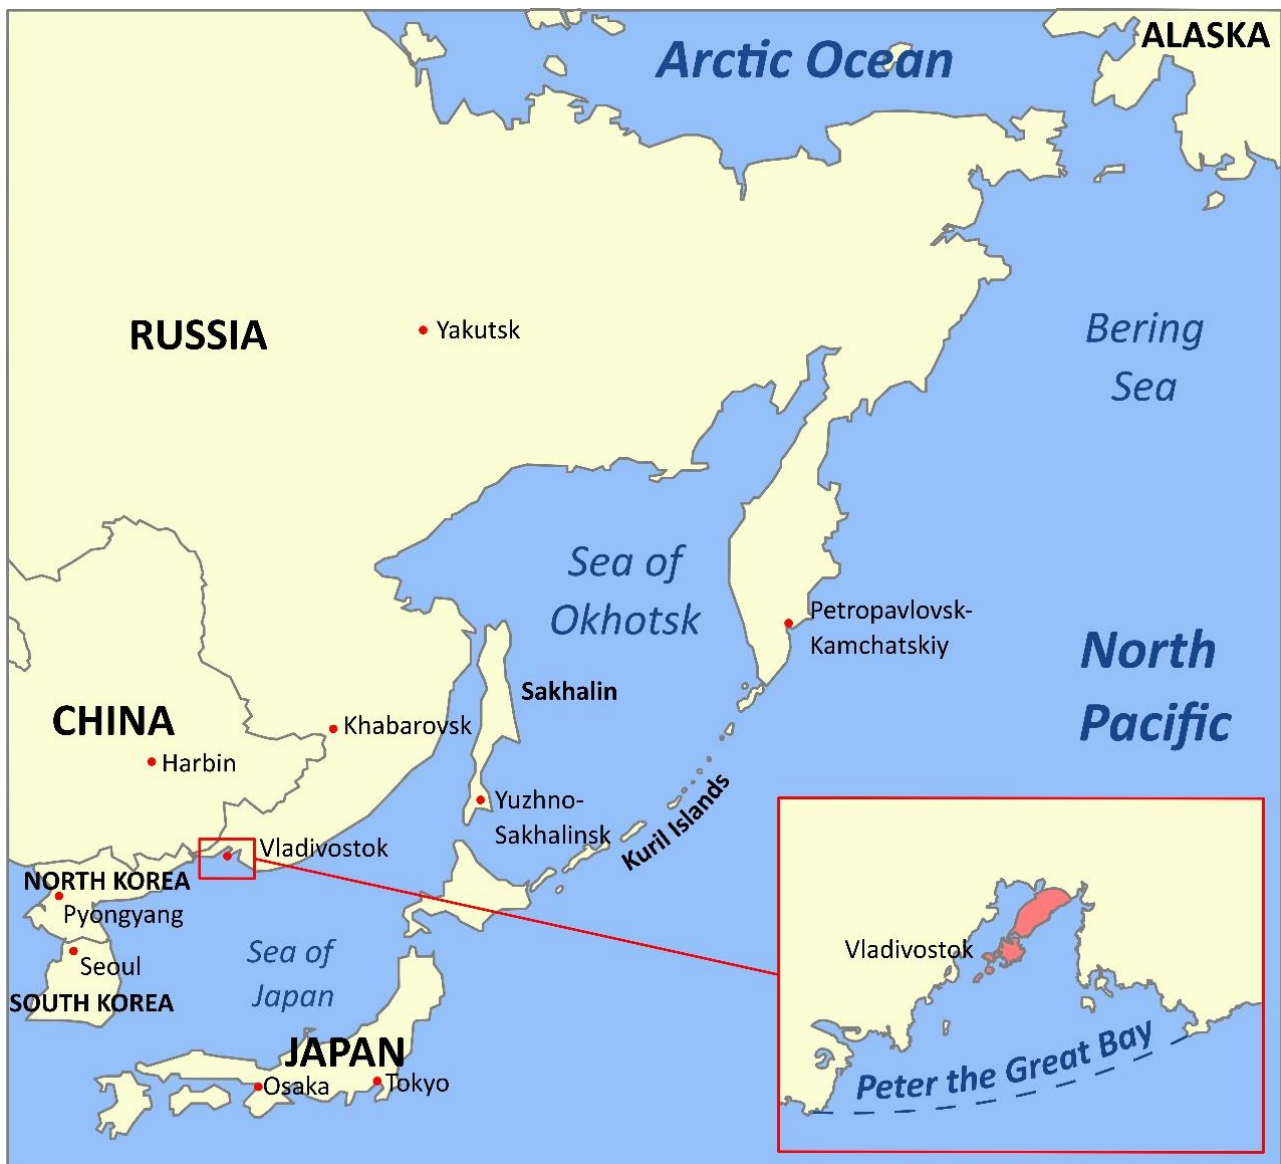 ALASKA
Arctic Ocean
RUSSIA
Yakutsk
Bering
Sea
Sea of
Okhotsk
Petropavlovsk-
Kamchatskiy
North
Pacific
Sakhalin
CHINA
Khabarovsk
Harbin
Yuzhno-
Sakhalinsk
Kuril Islands
Vladivostok
NORTH KOREA
Pyongyang
Seoul
SOUTH KOREA
Sea of
Japan
JAPAN
Osaka
Tokyo
Vladivostok
Peter the Great Bay